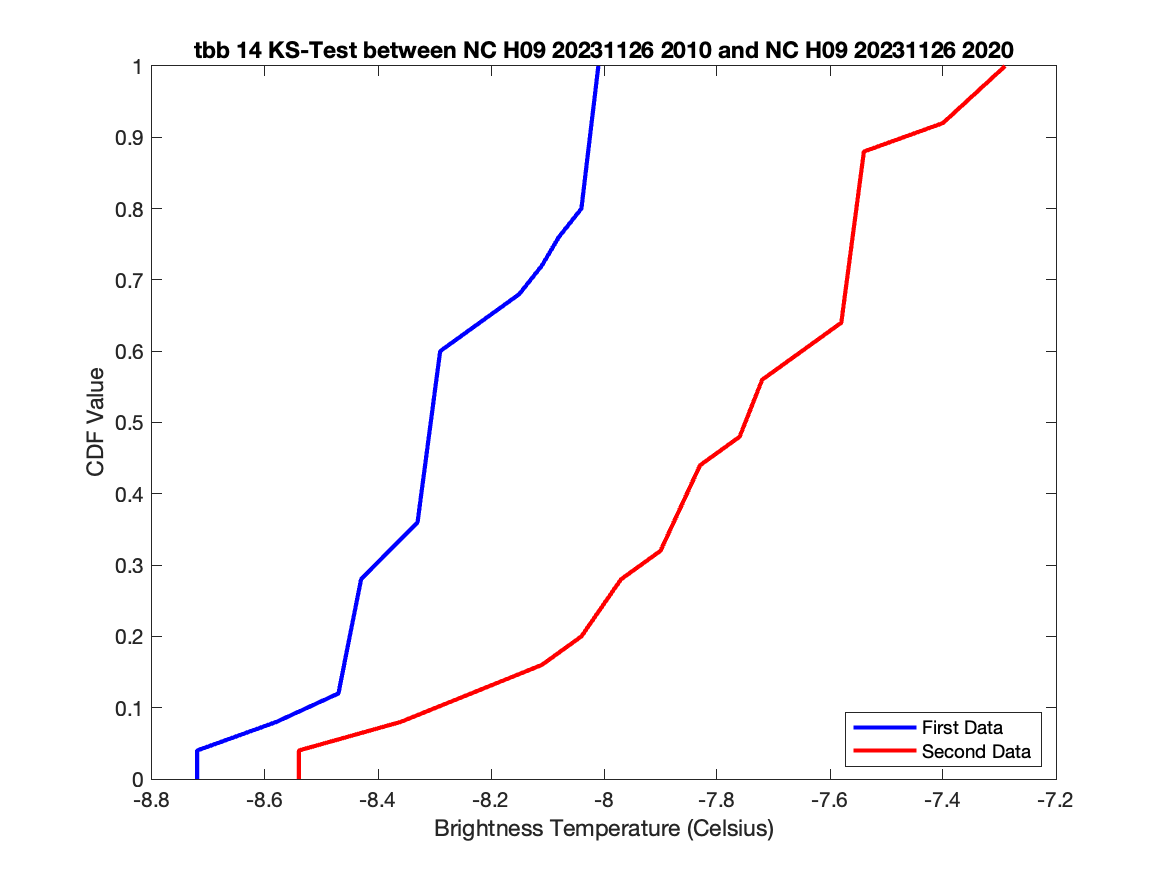 tbb 14 KS-Test between NC H09 20231126 2010 and NC H09 20231126 2020
1
0.9
0.8
0.7
0.6
0.5
0.4
0.3
0.2
0.1
0
CDF Value
First Data
Second Data
-8.8 -8.6 -8.4 -8.2 -8 -7.8 -7.6 -7.4 -7.2
Brightness Temperature (Celsius)